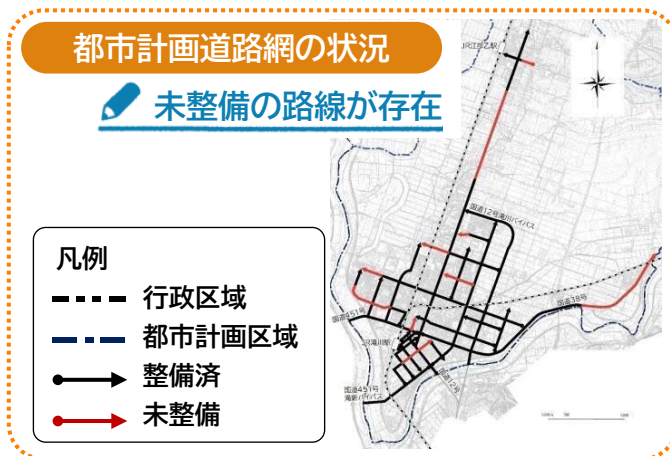 都市計画道路網の状況
未整備の路線が存在
JR江部乙駅
国道12号滝川バイパス
凡例
行政区域
都市計画区域
整備済
未整備
国道38号
国道451号
JR滝川駅
国道12号
国道451号
滝新バイパス